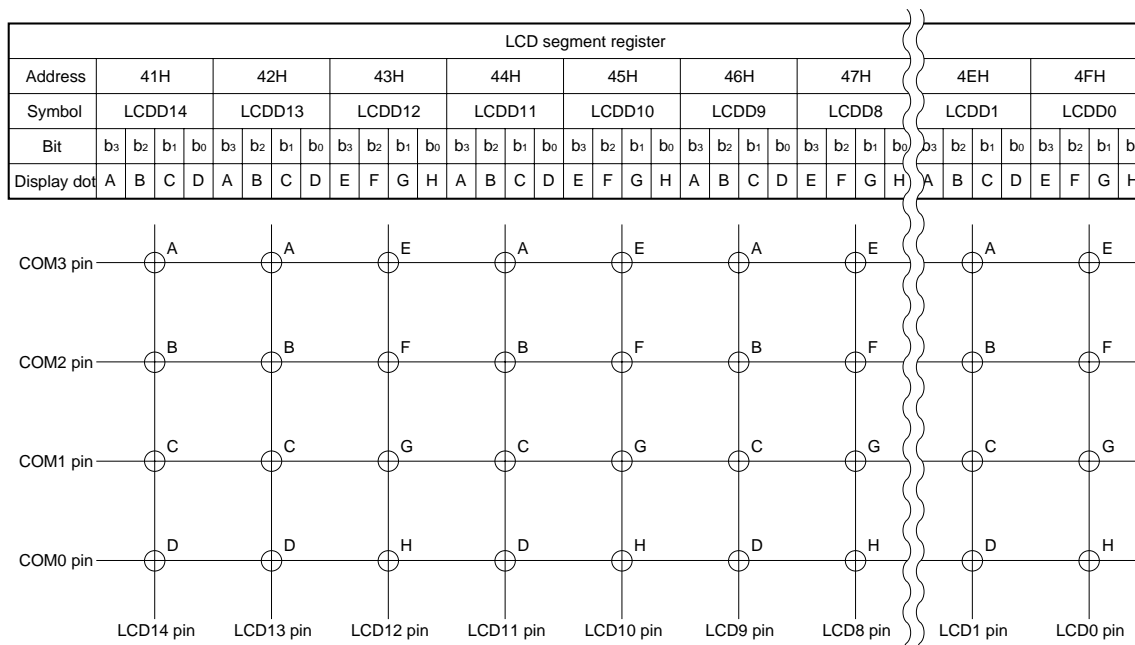 LCD segment register
Address 41H 42H 43H 44H 45H 46H 47H 4EH 4FH
Symbol LCDD14 LCDD13 LCDD12 LCDD11 LCDD10 LCDD9 LCDD8 LCDD1 LCDD0
Bit b3 b2 b1 b0 b3 b2 b1 b0 b3 b2 b1 b0 b3 b2 b1 b0 b3 b2 b1 b0 b3 b2 b1 b0 b3 b2 b1 b0 b3 b2 b1 b0 b3 b2 b1
Display dot A B C D A B C D E F G H A B C D E F G H A B C D E F G H A B C D E F G H
A A E A E A E A E
COM3 pin
B B F B F B F B F
COM2 pin
C C G C G C G C G
COM1 pin
D D H D H D H D H
COM0 pin
LCD14 pin LCD13 pin LCD12 pin LCD11 pin LCD10 pin LCD9 pin LCD8 pin LCD1 pin LCD0 pin